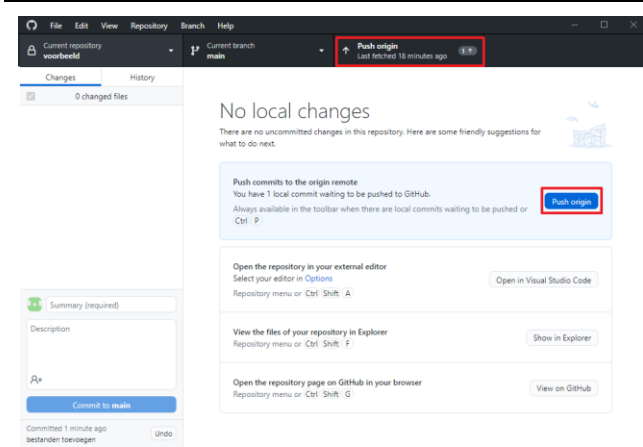 File Edit View Repository Branch Help
Current repository
voorbeeld
Current branch
main
Push origin
Last fetched 18 minutes ago
1
Changes History
0 changed files
No local changes
There are no uncommitted changes in this repository. Here are some friendly suggestions for
what to do next.
Push commits to the origin remote
You have 1 local commit waiting to be pushed to GitHub.
Always available in the toolbar when there are local commits waiting to be pushed or
Ctrl P
Push origin
Open the repository in your external editor
Select your editor in Options
Repository menu or Ctrl Shift A
Open in Visual Studio Code
View the files of your repository in Explorer
Repository menu or Ctrl Shift F
Show in Explorer
Open the repository page on GitHub in your browser
Repository menu or Ctrl Shift G
View on GitHub
Summary (required)
Description
Commit to main
Committed 1 minute ago
bestanden toevoegen
Undo